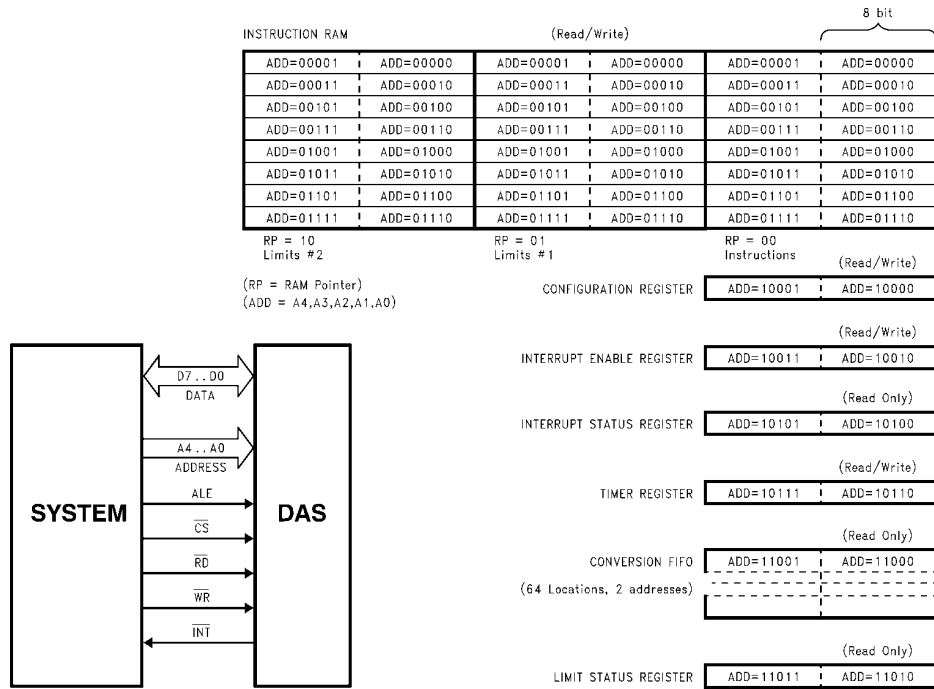 8 bit
INSTRUCTION RAM (Read/Write)
ADD=00001 ADD=00000 ADD=00001 ADD=00000 ADD=00001 ADD=00000
ADD=00011 ADD=00010 ADD=00011 ADD=00010 ADD=00011 ADD=00010
ADD=00101 ADD=00100 ADD=00101 ADD=00100 ADD=00101 ADD=00100
ADD=00111 ADD=00110 ADD=00111 ADD=00110 ADD=00111 ADD=00110
ADD=01001 ADD=01000 ADD=01001 ADD=01000 ADD=01001 ADD=01000
ADD=01011 ADD=01010 ADD=01011 ADD=01010 ADD=01011 ADD=01010
ADD=01101 ADD=01100 ADD=01101 ADD=01100 ADD=01101 ADD=01100
ADD=01111 ADD=01110 ADD=01111 ADD=01110 ADD=01111 ADD=01110
RP = 10 RP = 01 RP = 00
Limits #2 Limits #1 Instructions
(RP = RAM Pointer)
(ADD = A4,A3,A2,A1,A0)
(Read/Write)
CONFIGURATION REGISTER ADD=10001 ADD=10000
(Read/Write)
INTERRUPT ENABLE REGISTER ADD=10011 ADD=10010
(Read Only)
INTERRUPT STATUS REGISTER ADD=10101 ADD=10100
(Read/Write)
TIMER REGISTER ADD=10111 ADD=10110
(Read Only)
CONVERSION FIFO ADD=11001 ADD=11000
(64 Locations, 2 addresses)
(Read Only)
LIMIT STATUS REGISTER ADD=11011 ADD=11010
SYSTEM
D7..D0
DATA
A4..A0
ADDRESS
ALE
C̅S̅
R̅D̅
W̅R̅
I̅N̅T̅
DAS